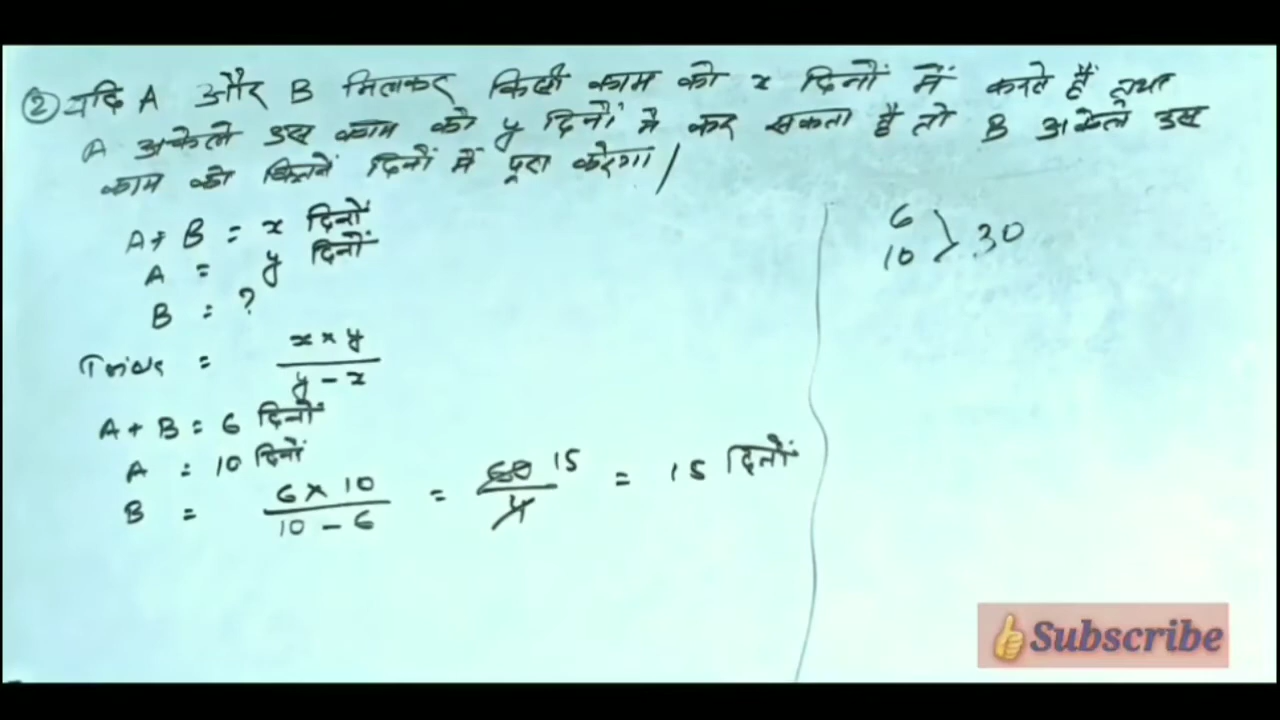 ② यदि A और B मिलकर किसी काम को x दिनों में करते हैं तथा
A अकेले उस काम को y दिनों में कर सकता है तो B अकेले उस
काम को कितने दिनों में पूरा करेगा /
A + B = x दिनों
A = y दिनों
B = ?
= x × y / y - x
A + B = 6 दिनों
A = 10 दिनों
B = 6 × 10 / 10 - 6 = 60 15 / 4 = 15 दिनों
6
10 > 30
Subscribe